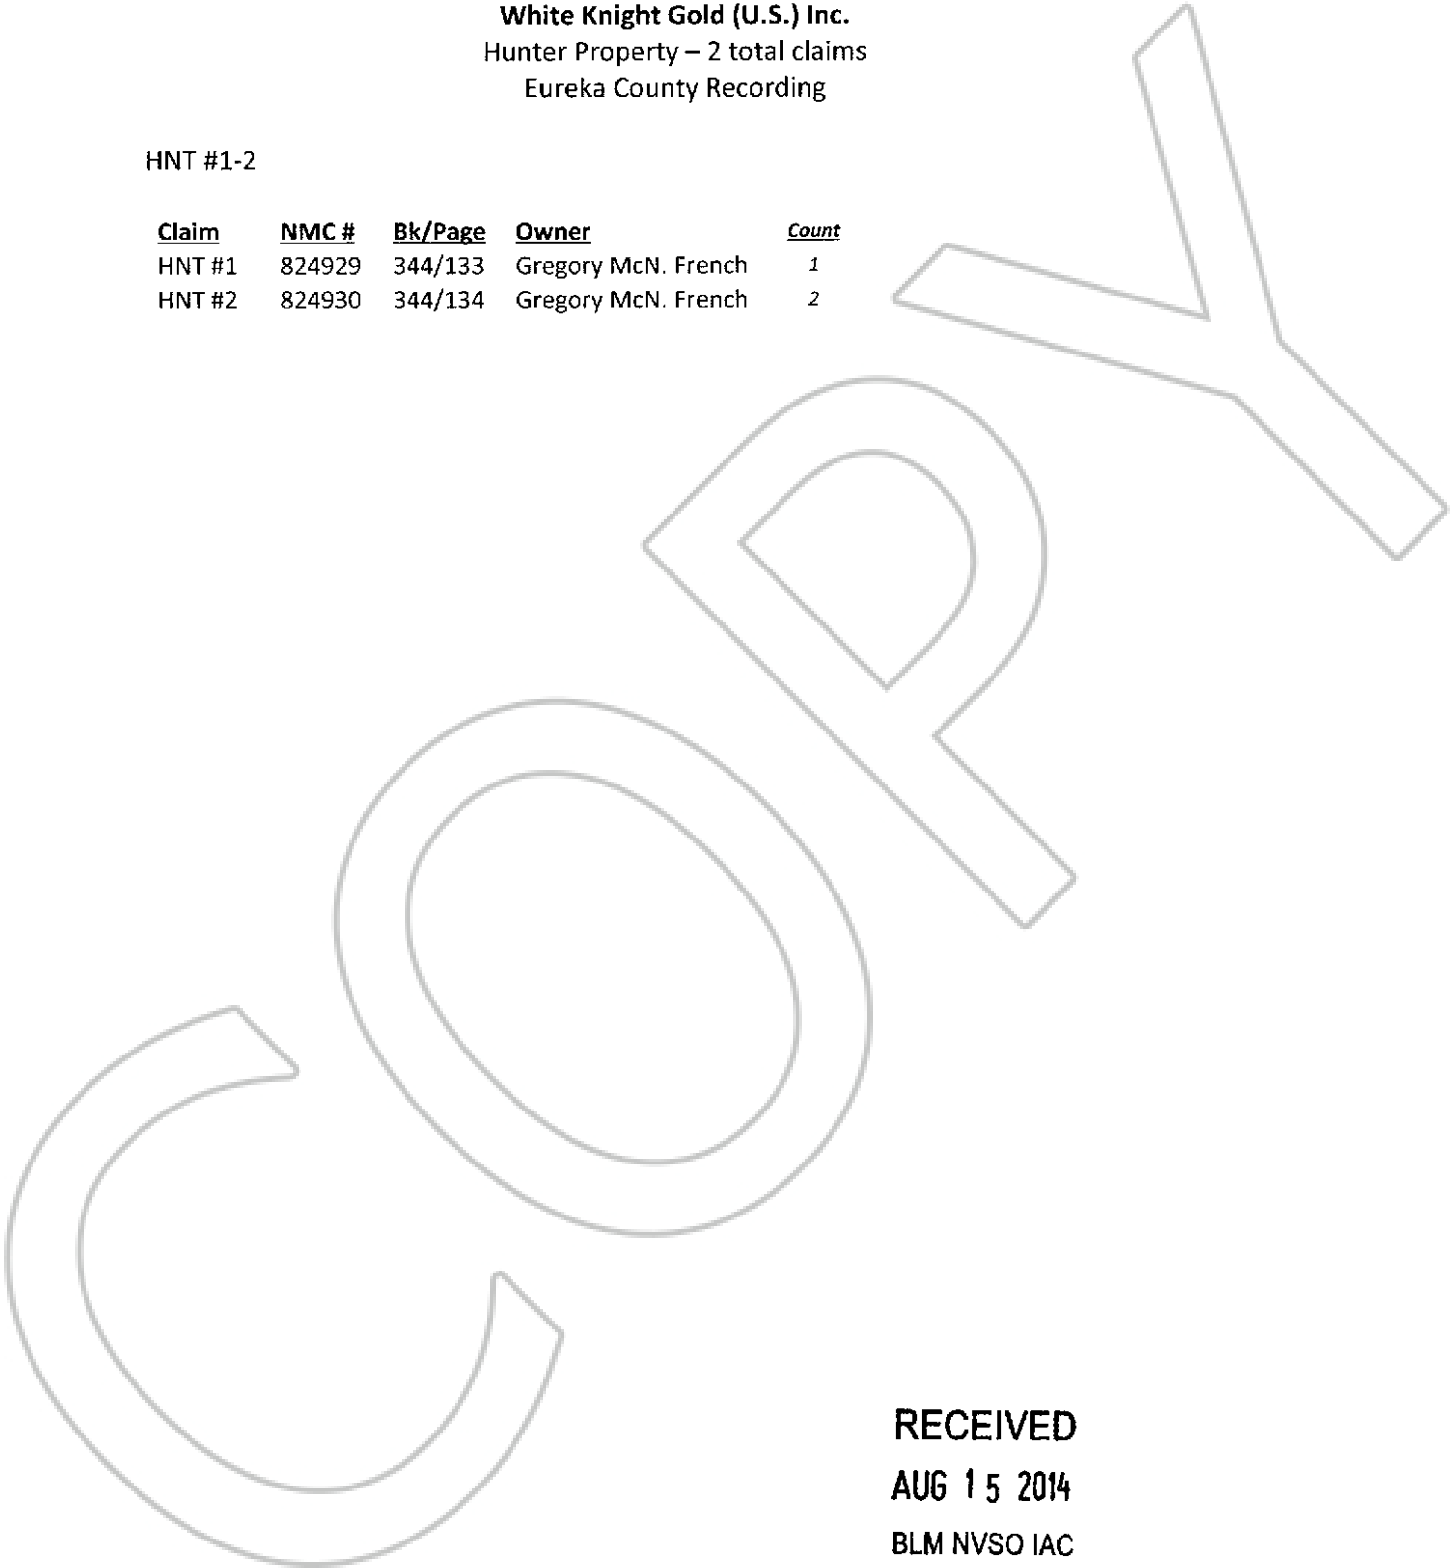 White Knight Gold (U.S.) Inc.
Hunter Property – 2 total claims
Eureka County Recording
HNT #1-2
Claim NMC # Bk/Page Owner Count
HNT #1 824929 344/133 Gregory McN. French 1
HNT #2 824930 344/134 Gregory McN. French 2
COPY
RECEIVED
AUG 15 2014
BLM NVSO IAC